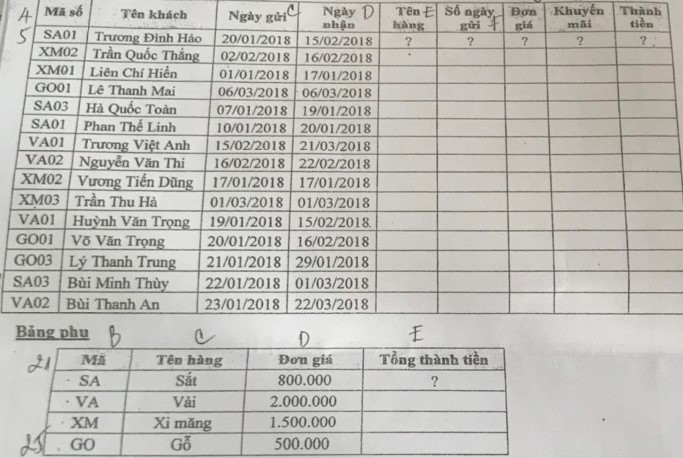 4 Mã số Tên khách Ngày gửi C Ngày nhận D Tên hàng E Số ngày gửi F Đơn giá Khuyến mãi Thành tiền
5 SA01 Trương Đình Hảo 20/01/2018 15/02/2018 ? ? ? ? ?
XM02 Trần Quốc Thắng 02/02/2018 16/02/2018
XM01 Liên Chí Hiển 01/01/2018 17/01/2018
GO01 Lê Thanh Mai 06/03/2018 06/03/2018
SA03 Hà Quốc Toàn 07/01/2018 19/01/2018
SA01 Phan Thế Linh 10/01/2018 20/01/2018
VA01 Trương Việt Anh 15/02/2018 21/03/2018
VA02 Nguyễn Văn Thi 16/02/2018 22/02/2018
XM02 Vương Tiến Dũng 17/01/2018 17/01/2018
XM03 Trần Thu Hà 01/03/2018 01/03/2018
VA01 Huỳnh Văn Trọng 19/01/2018 15/02/2018
GO01 Võ Văn Trọng 20/01/2018 16/02/2018
GO03 Lý Thanh Trung 21/01/2018 29/01/2018
SA03 Bùi Minh Thùy 22/01/2018 01/03/2018
VA02 Bùi Thanh An 23/01/2018 22/03/2018
Bảng phụ B C D E
21 Mã Tên hàng Đơn giá Tổng thành tiền
SA Sắt 800.000 ?
VA Vải 2.000.000
XM Xi măng 1.500.000
25 GO Gỗ 500.000